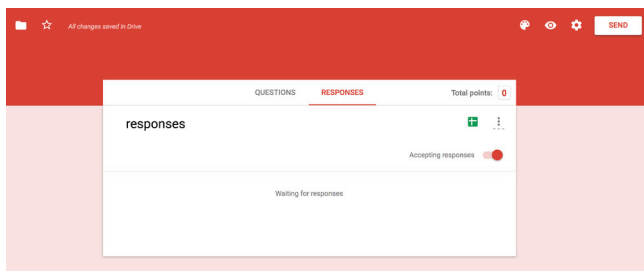 All changes saved in Drive
SEND
QUESTIONS RESPONSES Total points: 0
responses
Accepting responses
Waiting for responses